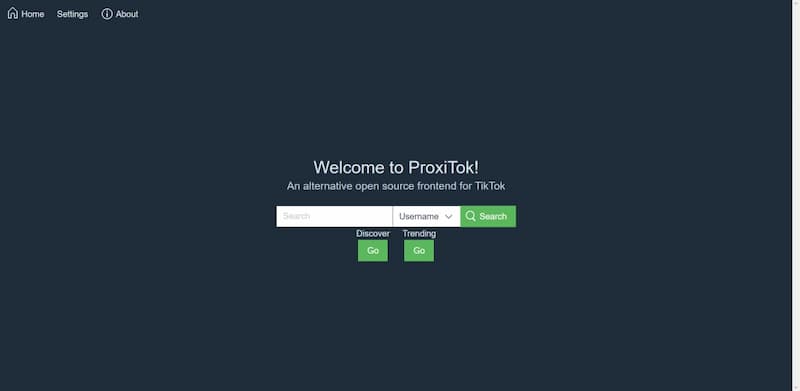 Home Settings About
Welcome to ProxiTok!
An alternative open source frontend for TikTok
Search Username Search
Discover Trending
Go Go